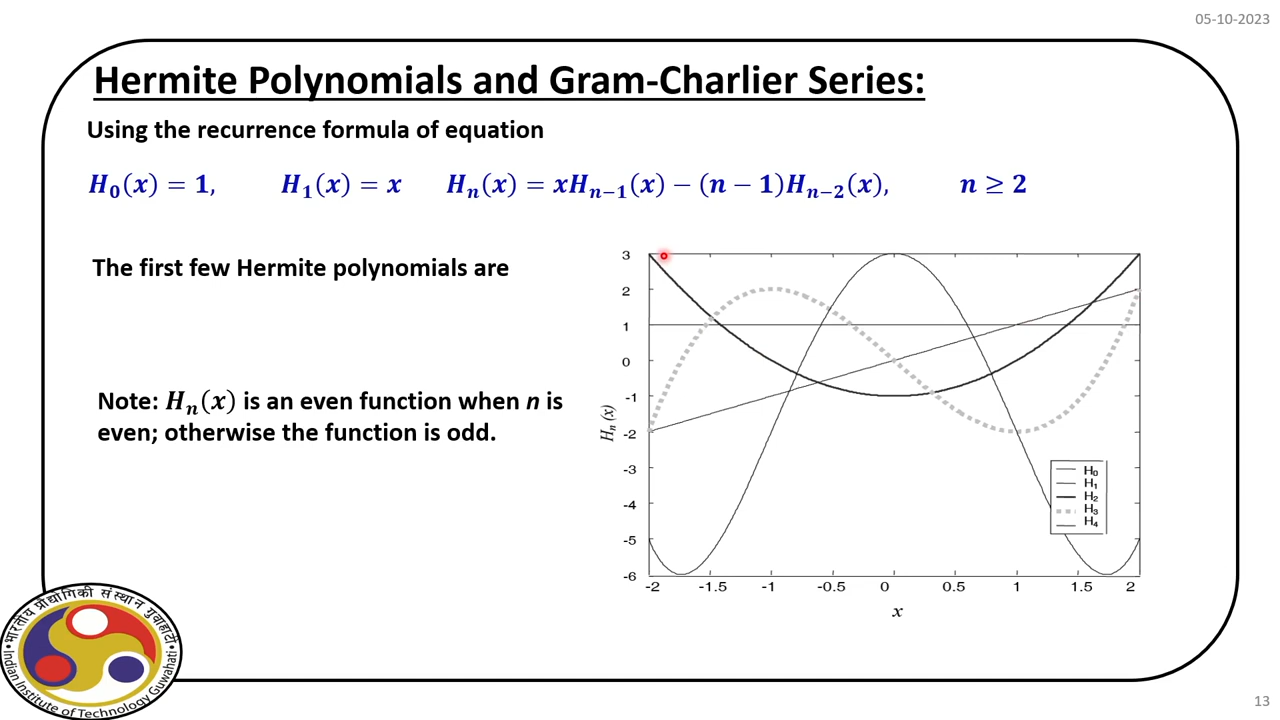 05-10-2023
Hermite Polynomials and Gram-Charlier Series:
Using the recurrence formula of equation
H₀(x) = 1, H₁(x) = x Hₙ(x) = xHₙ₋₁(x) − (n − 1)Hₙ₋₂(x), n ≥ 2
The first few Hermite polynomials are
Note: Hₙ(x) is an even function when n is
even; otherwise the function is odd.
3
2
1
0
-1
-2
-3
-4
-5
-6
Hₙ(x)
-2 -1.5 -1 -0.5 0 0.5 1 1.5 2
x
H₀
H₁
H₂
H₃
H₄
भारतीय प्रौद्योगिकी संस्थान गुवाहाटी
Indian Institute of Technology Guwahati
13